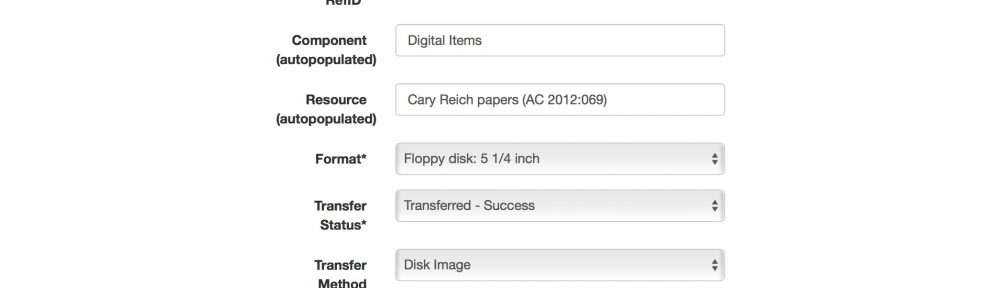 RefID
Component
(autopopulated)
Digital Items
Resource
(autopopulated)
Cary Reich papers (AC 2012:069)
Format*
Floppy disk: 5 1/4 inch
Transfer
Status*
Transferred - Success
Transfer
Method
Disk Image